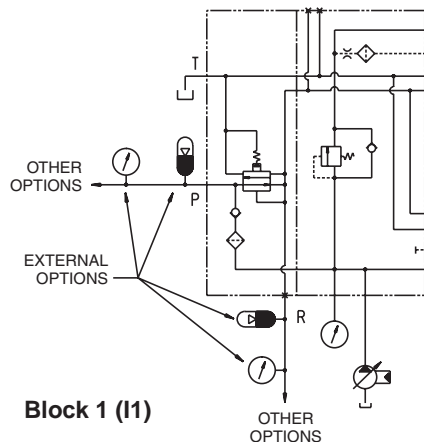 T
OTHER
OPTIONS
P
EXTERNAL
OPTIONS
R
Block 1 (I1)
OTHER
OPTIONS